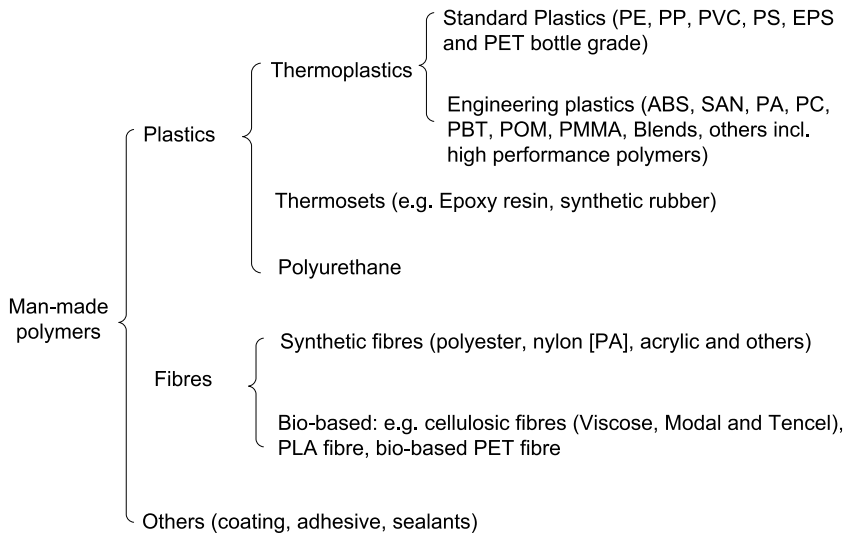 Standard Plastics (PE, PP, PVC, PS, EPS
and PET bottle grade)
Thermoplastics
Engineering plastics (ABS, SAN, PA, PC,
PBT, POM, PMMA, Blends, others incl.
high performance polymers)
Plastics
Thermosets (e.g. Epoxy resin, synthetic rubber)
Polyurethane
Man-made
polymers
Synthetic fibres (polyester, nylon [PA], acrylic and others)
Fibres
Bio-based: e.g. cellulosic fibres (Viscose, Modal and Tencel),
PLA fibre, bio-based PET fibre
Others (coating, adhesive, sealants)